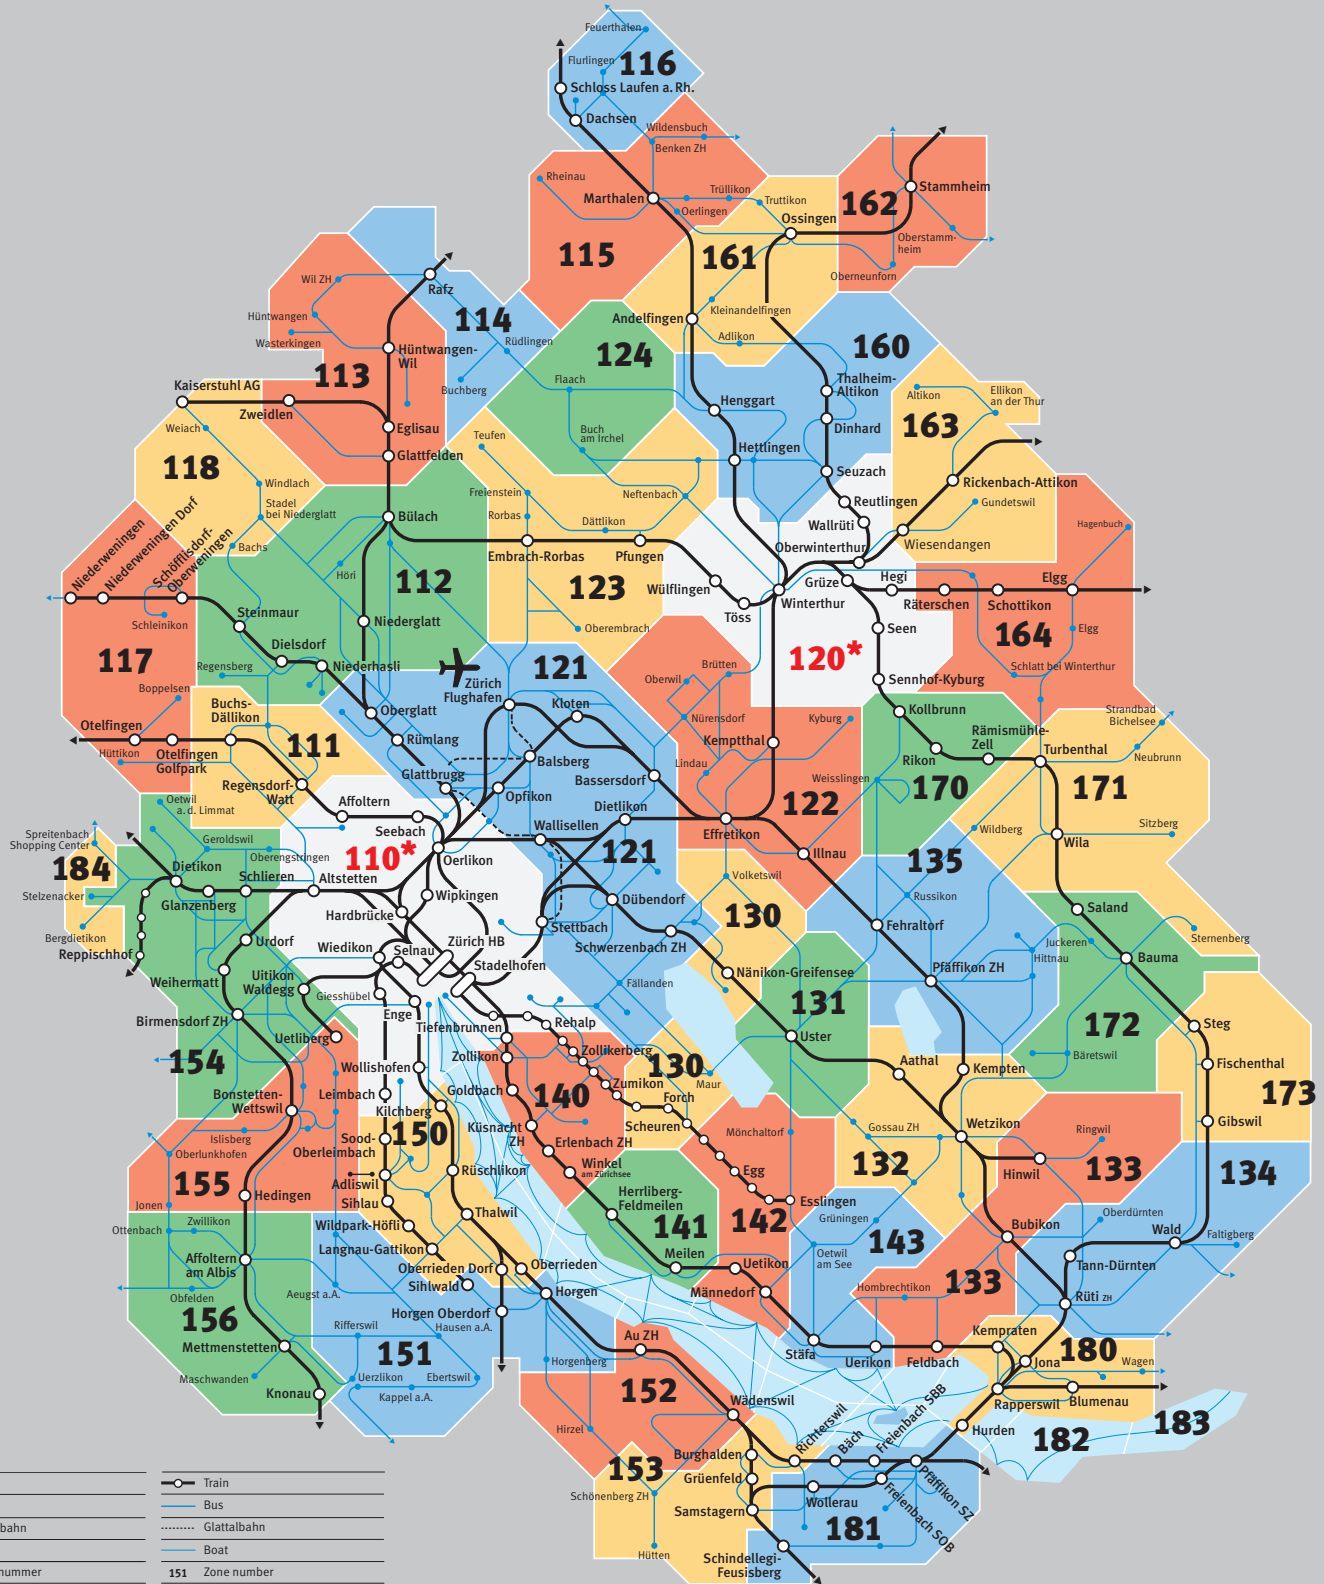 Feuerthalen
Flurlingen
116
Schloss Laufen a. Rh.
Dachsen
Wildensbuch
Benken ZH
Rheinau
Marthalen
Trüllikon
Truttikon
Oerlingen
Ossingen
162
Stammheim
Oberstamm-
heim
Oberneunforn
115
161
Wil ZH
Rafz
Hüntwangen
Wasterkingen
114
Kleinandelfingen
Andelfingen
Adlikon
160
Hüntwangen-
Wil
Rüdlingen
124
113
Buchberg
Flaach
Kaiserstuhl AG
Zweidlen
Thalheim-
Altikon
Altikon
Ellikon
an der Thur
Henggart
Weiach
Eglisau
Teufen
Buch
am Irchel
Dinhard
163
118
Glattfelden
Hettlingen
Windlach
Freienstein
Neftenbach
Seuzach
Rickenbach-Attikon
Stadel
bei Niederglatt
Bülach
Rorbas
Dättlikon
Reutlingen
Gundetswil
Wallrüti
Hagenbuch
Niederweningen
Niederweningen Dorf
Schöfflisdorf-
Oberweningen
Bachs
Embrach-Rorbas
Pfungen
Oberwinterthur
Wiesendangen
Höri
112
123
Wülflingen
Töss
Winterthur
Grüze
Hegi
Räterschen
Schottikon
Elgg
Schleinikon
Steinmaur
Niederglatt
Oberembrach
Seen
164
Elgg
117
Dielsdorf
Regensberg
Niederhasli
Zürich
Flughafen
121
120*
Brütten
Oberwil
Schlatt bei Winterthur
Sennhof-Kyburg
Boppelsen
Buchs-
Dällikon
Oberglatt
Kloten
Nürensdorf
Kyburg
Kollbrunn
Strandbad
Bichelsee
Otelfingen
Otelfingen
Golfpark
Hüttikon
111
Rümlang
Balsberg
Kemptthal
Rämismühle-
Zell
Turbenthal
Neubrunn
Rikon
Lindau
Weisslingen
170
171
Regensdorf-
Watt
Glattbrugg
Opfikon
Bassersdorf
122
Oetwil
a. d. Limmat
Affoltern
Seebach
Dietlikon
Effretikon
Wildberg
Sitzberg
Spreitenbach
Shopping Center
Geroldswil
Oberengstringen
110*
Oerlikon
Wallisellen
121
Illnau
135
Wila
184
Dietikon
Schlieren
Altstetten
Volketswil
Stelzenacker
Glanzenberg
Wipkingen
Dübendorf
Russikon
Saland
Hardbrücke
130
Bergdietikon
Reppischhof
Urdorf
Wiedikon
Selnau
Zürich HB
Stettbach
Schwerzenbach ZH
Fehraltorf
Juckeren
Hittnau
Sternenberg
Bauma
Weihermatt
Uitikon
Waldegg
Giesshübel
Stadelhofen
Fällanden
Nänikon-Greifensee
Pfäffikon ZH
131
Birmensdorf ZH
Enge
Tiefenbrunnen
Rehalp
Uster
172
Steg
Uetliberg
154
Zollikon
Zollikerberg
130
Aathal
Kempten
Bäretswil
Fischenthal
Wollishofen
Zumikon
Maur
173
Bonstetten-
Wettswil
Leimbach
Goldbach
140
Kilchberg
Forch
Scheuren
Gibswil
Islisberg
Oberlunkhofen
Sood-
Oberleimbach
150
Küsnacht
ZH
Erlenbach ZH
Mönchaltorf
Gossau ZH
Wetzikon
Ringwil
132
Hinwil
133
134
155
Adliswil
Rüschlikon
Winkel
am Zürichsee
Egg
Hedingen
Jonen
Sihlau
Herrliberg-
Feldmeilen
141
142
Esslingen
Grüningen
143
Oberdürnten
Ottenbach
Zwillikon
Wildpark-Höfli
Thalwil
Bubikon
Wald
Faltigberg
Affoltern
am Albis
Langnau-Gattikon
Oberrieden Dorf
Oberrieden
Meilen
Uetikon
Oetwil
am See
Tann-Dürnten
Obfelden
Aeugst a.A.
Sihlwald
Horgen
Männedorf
Hombrechtikon
133
Rüti ZH
156
Horgen Oberdorf
Rifferswil
Hausen a.A.
Au ZH
Stäfa
Uerikon
Feldbach
Kempraten
180
Mettmenstetten
151
Horgenberg
Jona
Wagen
Maschwanden
Uerzlikon
Ebertswil
Kappel a.A.
152
Rapperswil
Blumenau
Knonau
Wädenswil
Hirzel
Richterswil
Bäch
Freienbach SBB
Hurden
182
183
Burghalden
153
Grüenfeld
Pfäffikon SZ
Schönenberg ZH
Samstagern
Wollerau
Freienbach SOB
181
Hütten
Schindellegi-
Feusisberg
Train
Bus
bahn
Glattalbahn
Boat
nummer
151
Zone number